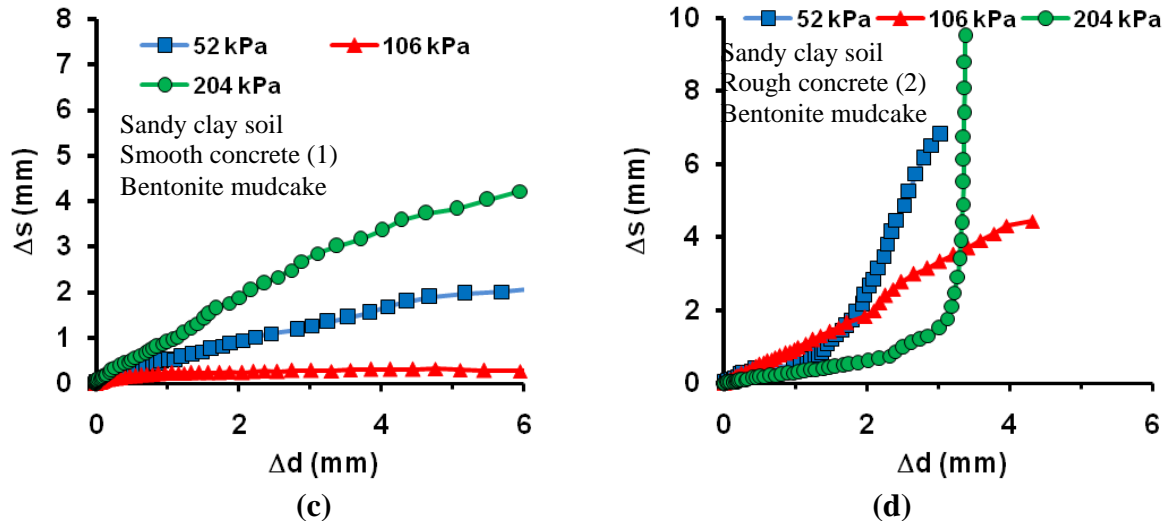 8
7
6
5
4
3
2
1
0
Δs (mm)
52 kPa 106 kPa
204 kPa
Sandy clay soil
Smooth concrete (1)
Bentonite mudcake
0 2 4 6
Δd (mm)
(c)
10
8
6
4
2
0
Δs (mm)
52 kPa 106 kPa 204 kPa
Sandy clay soil
Rough concrete (2)
Bentonite mudcake
0 2 4 6
Δd (mm)
(d)